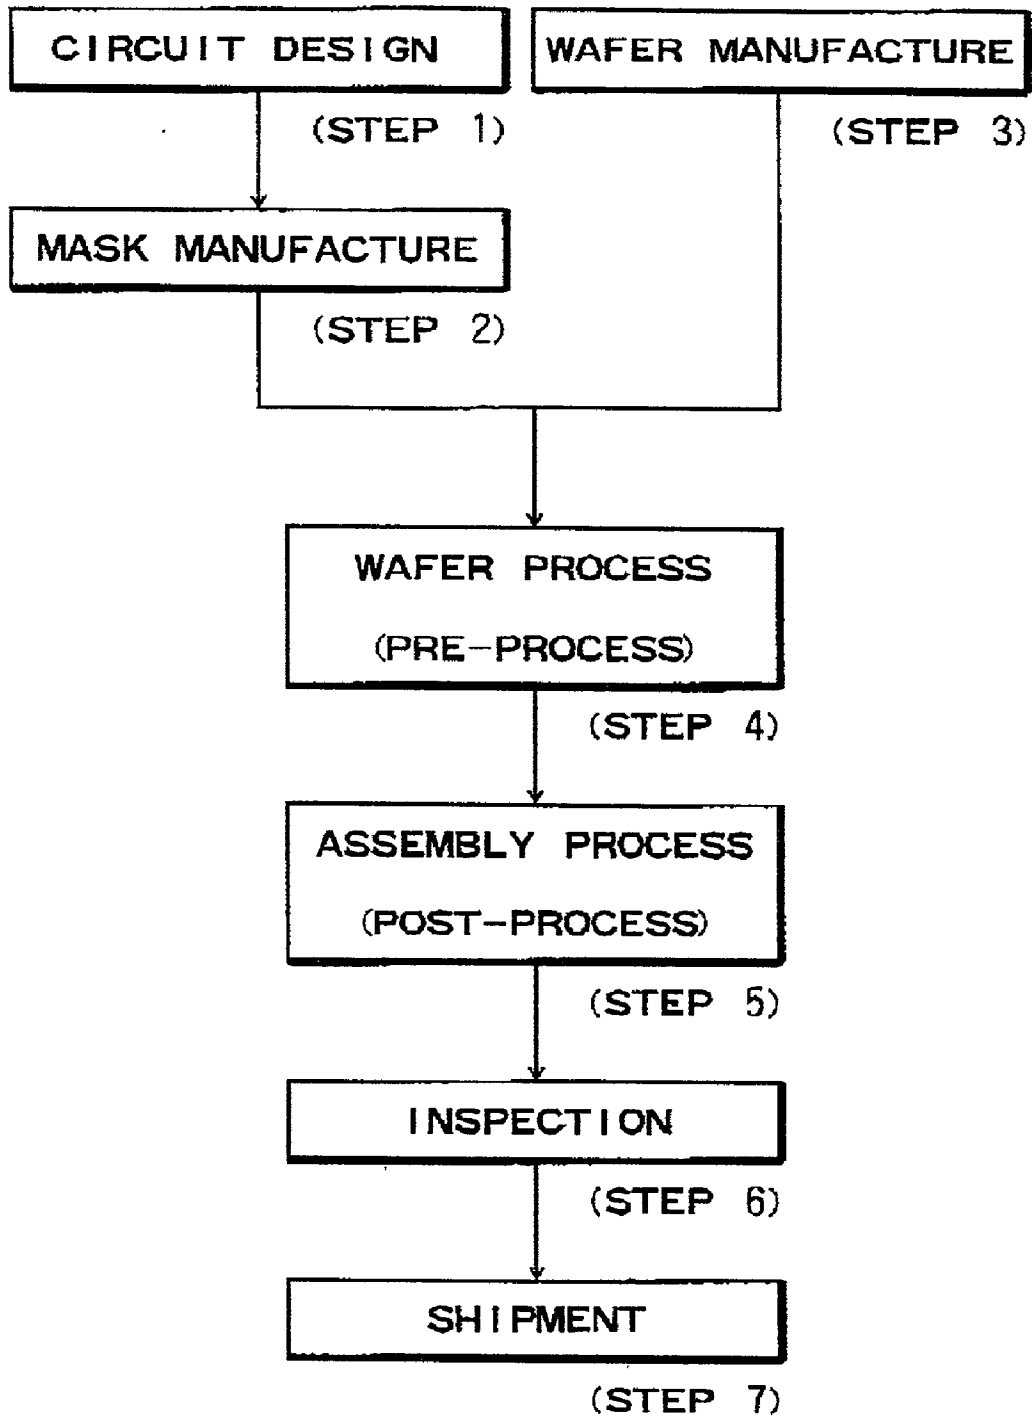 CIRCUIT DESIGN
(STEP 1)
WAFER MANUFACTURE
(STEP 3)
MASK MANUFACTURE
(STEP 2)
WAFER PROCESS
(PRE-PROCESS)
(STEP 4)
ASSEMBLY PROCESS
(POST-PROCESS)
(STEP 5)
INSPECTION
(STEP 6)
SHIPMENT
(STEP 7)